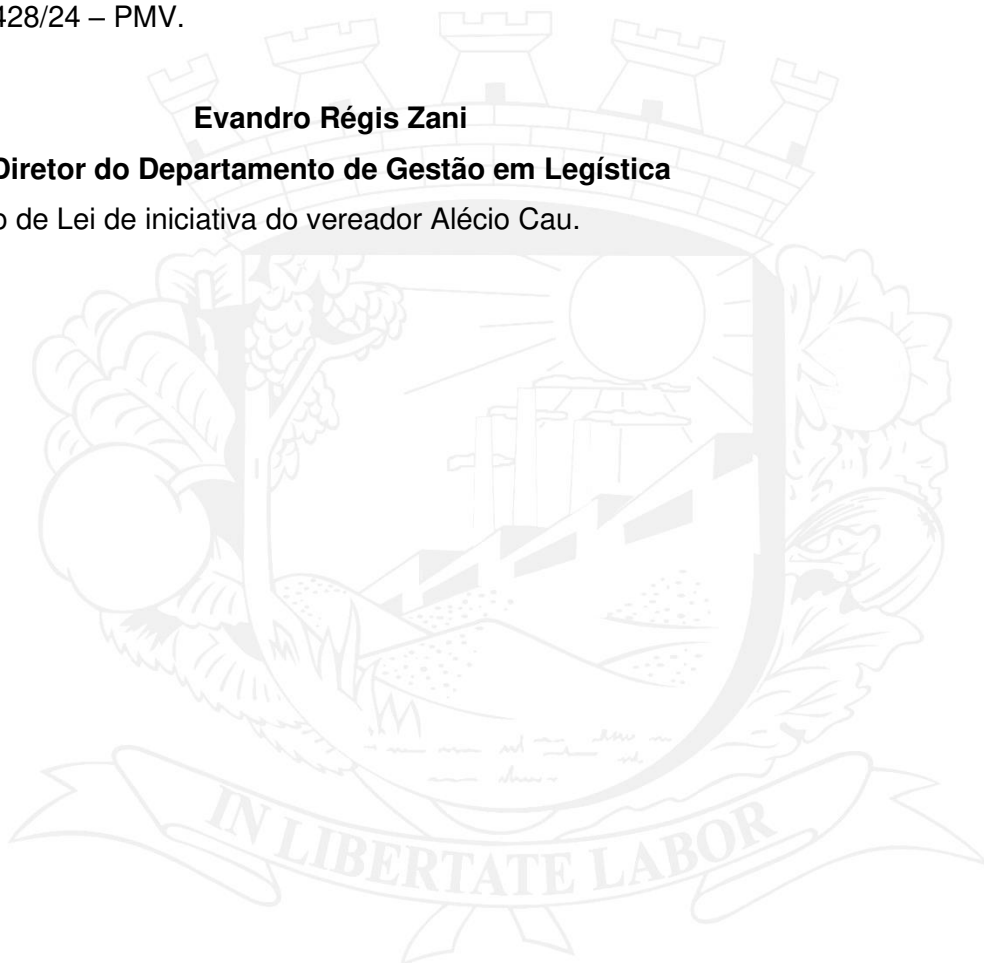 428/24 – PMV.
Evandro Régis Zani
Diretor do Departamento de Gestão em Legística
o de Lei de iniciativa do vereador Alécio Cau.
IN LIBERTATE LABOR